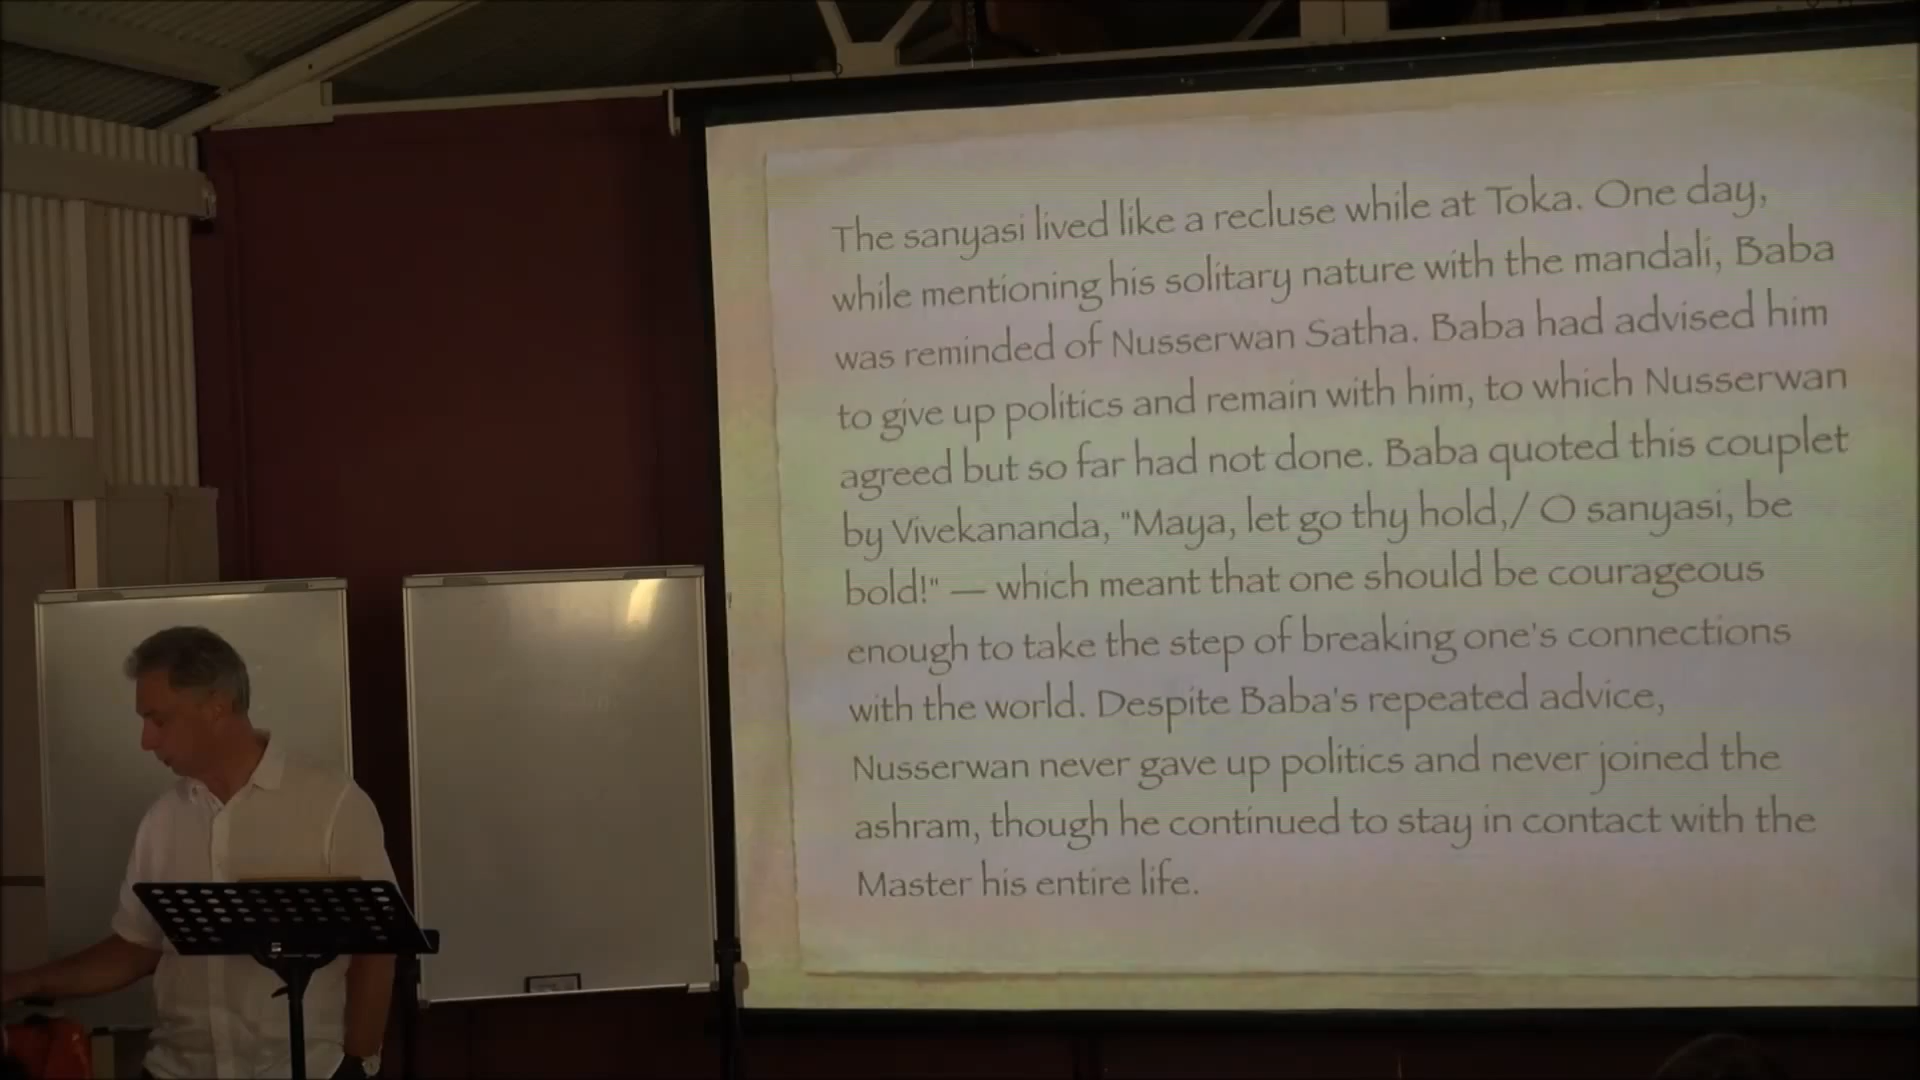 The sanyasi lived like a recluse while at Toka. One day,
while mentioning his solitary nature with the mandali, Baba
was reminded of Nusserwan Satha. Baba had advised him
to give up politics and remain with him, to which Nusserwan
agreed but so far had not done. Baba quoted this couplet
by Vivekananda, "Maya, let go thy hold,/ O sanyasi, be
bold!" — which meant that one should be courageous
enough to take the step of breaking one's connections
with the world. Despite Baba's repeated advice,
Nusserwan never gave up politics and never joined the
ashram, though he continued to stay in contact with the
Master his entire life.